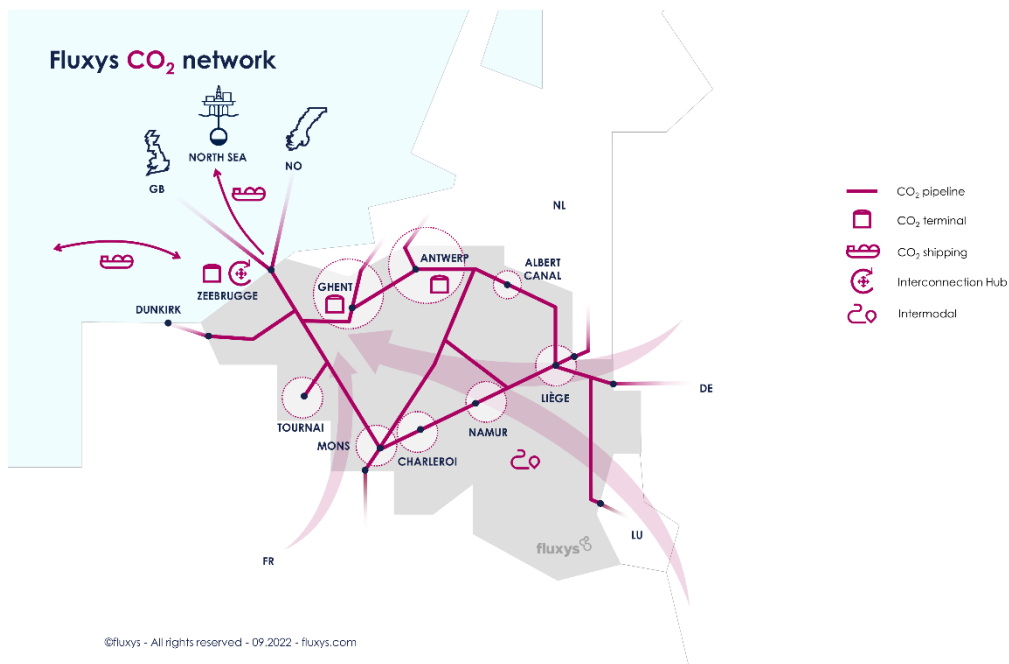 Fluxys CO₂ network
NORTH SEA
GB
NO
NL
ZEEBRUGGE
GHENT
ANTWERP
ALBERT
CANAL
DUNKIRK
TOURNAI
MONS
CHARLEROI
NAMUR
LIÈGE
DE
LU
FR
fluxys
CO₂ pipeline
CO₂ terminal
CO₂ shipping
Interconnection Hub
Intermodal
©fluxys - All rights reserved - 09.2022 - fluxys.com